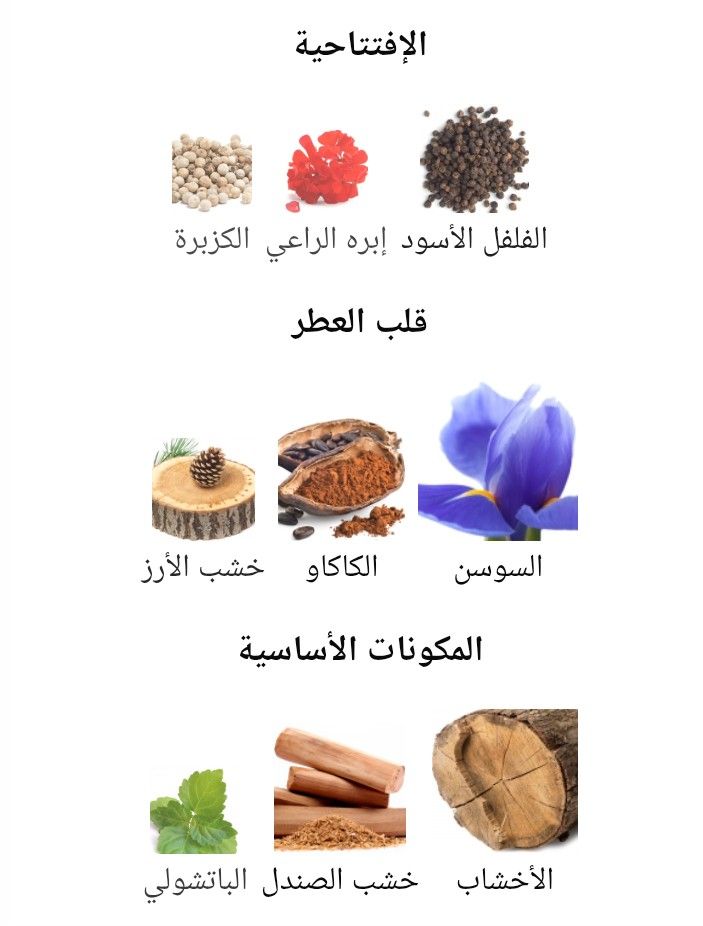 الإفتتاحية
الفلفل الأسود إبره الراعي الكزبرة
قلب العطر
السوسن الكاكاو خشب الأرز
المكونات الأساسية
الأخشاب خشب الصندل الباتشولي